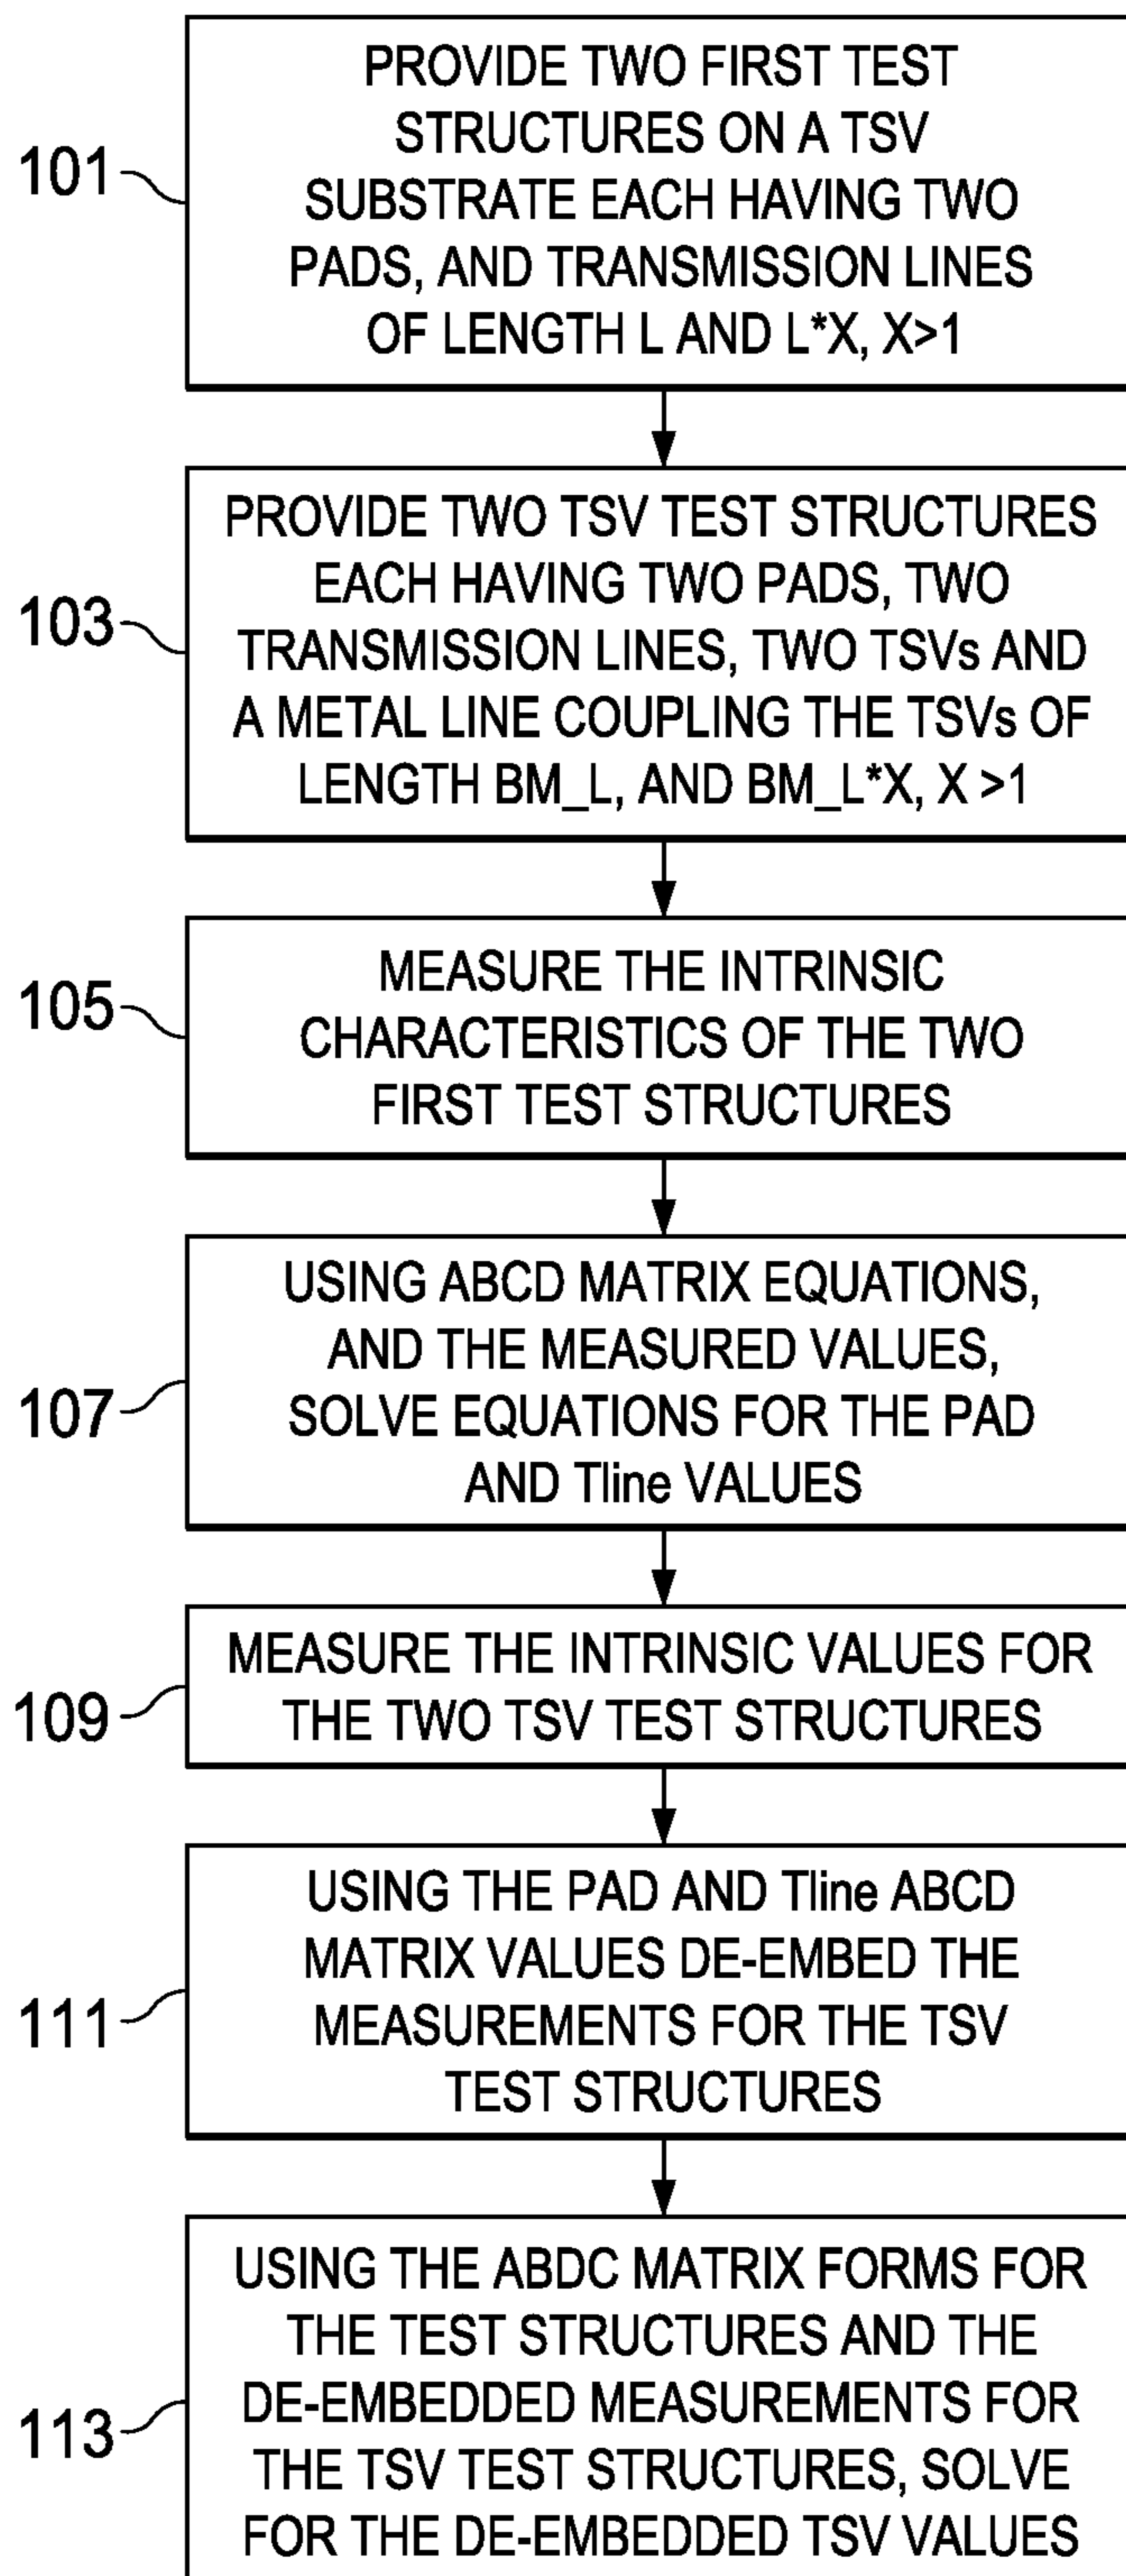 PROVIDE TWO FIRST TEST
STRUCTURES ON A TSV
101
SUBSTRATE EACH HAVING TWO
PADS, AND TRANSMISSION LINES
OF LENGTH L AND L*X, X>1
PROVIDE TWO TSV TEST STRUCTURES
EACH HAVING TWO PADS, TWO
103
TRANSMISSION LINES, TWO TSVs AND
A METAL LINE COUPLING THE TSVs OF
LENGTH BM_L, AND BM_L*X, X >1
MEASURE THE INTRINSIC
105
CHARACTERISTICS OF THE TWO
FIRST TEST STRUCTURES
USING ABCD MATRIX EQUATIONS,
AND THE MEASURED VALUES,
107
SOLVE EQUATIONS FOR THE PAD
AND Tline VALUES
MEASURE THE INTRINSIC VALUES FOR
109
THE TWO TSV TEST STRUCTURES
USING THE PAD AND Tline ABCD
MATRIX VALUES DE-EMBED THE
111
MEASUREMENTS FOR THE TSV
TEST STRUCTURES
USING THE ABDC MATRIX FORMS FOR
THE TEST STRUCTURES AND THE
DE-EMBEDDED MEASUREMENTS FOR
113
THE TSV TEST STRUCTURES, SOLVE
FOR THE DE-EMBEDDED TSV VALUES